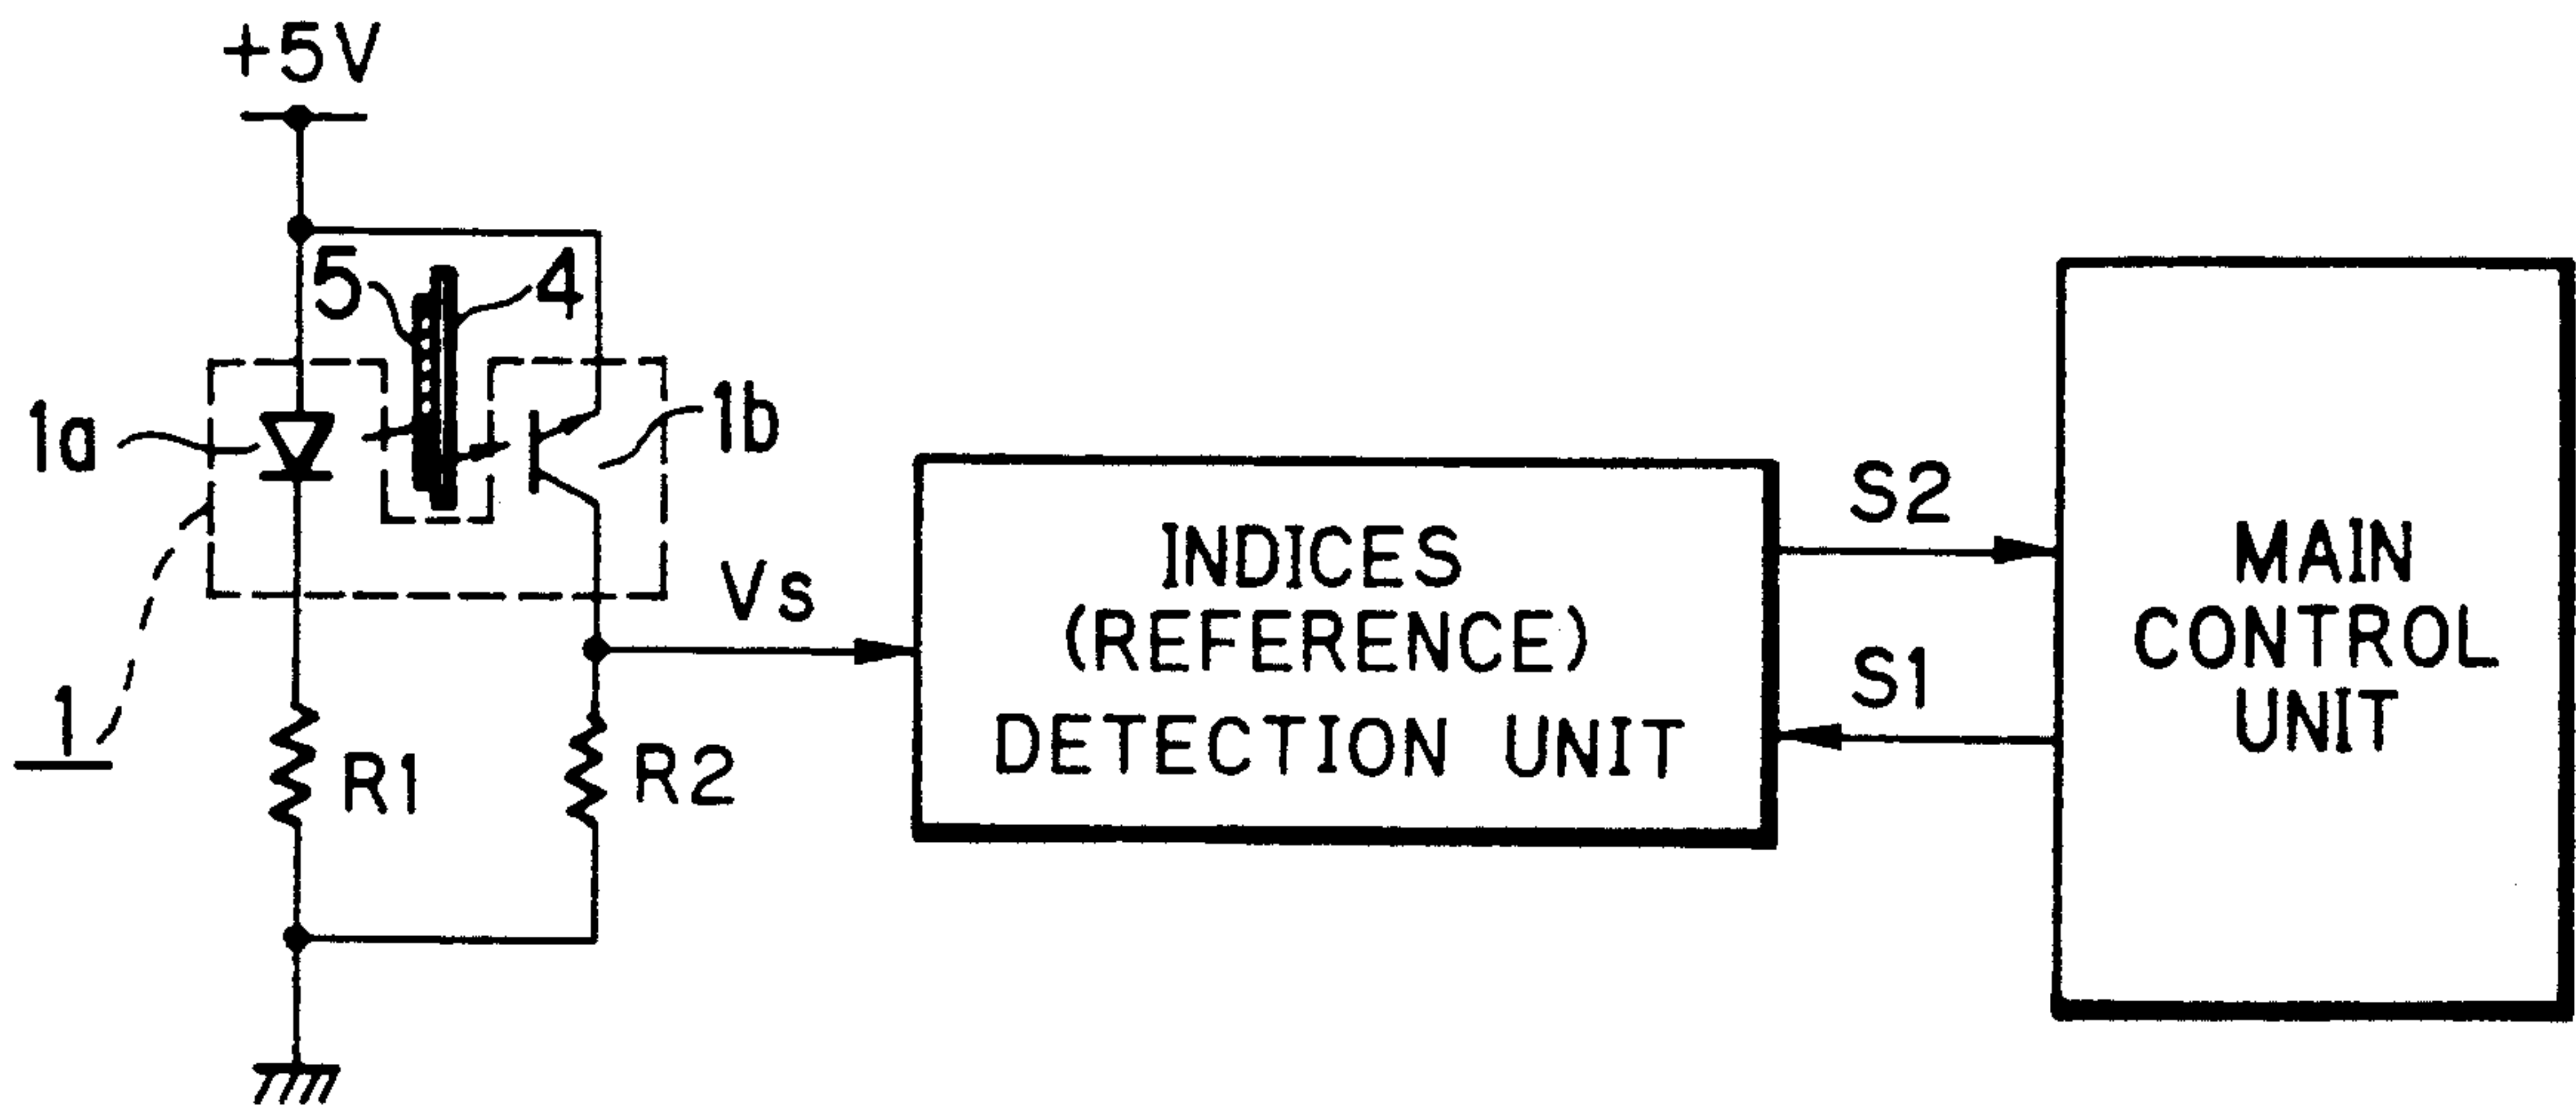 +5V
5
4
1a
1b
1
R1
R2
Vs
INDICES
(REFERENCE)
DETECTION UNIT
S2
S1
MAIN
CONTROL
UNIT